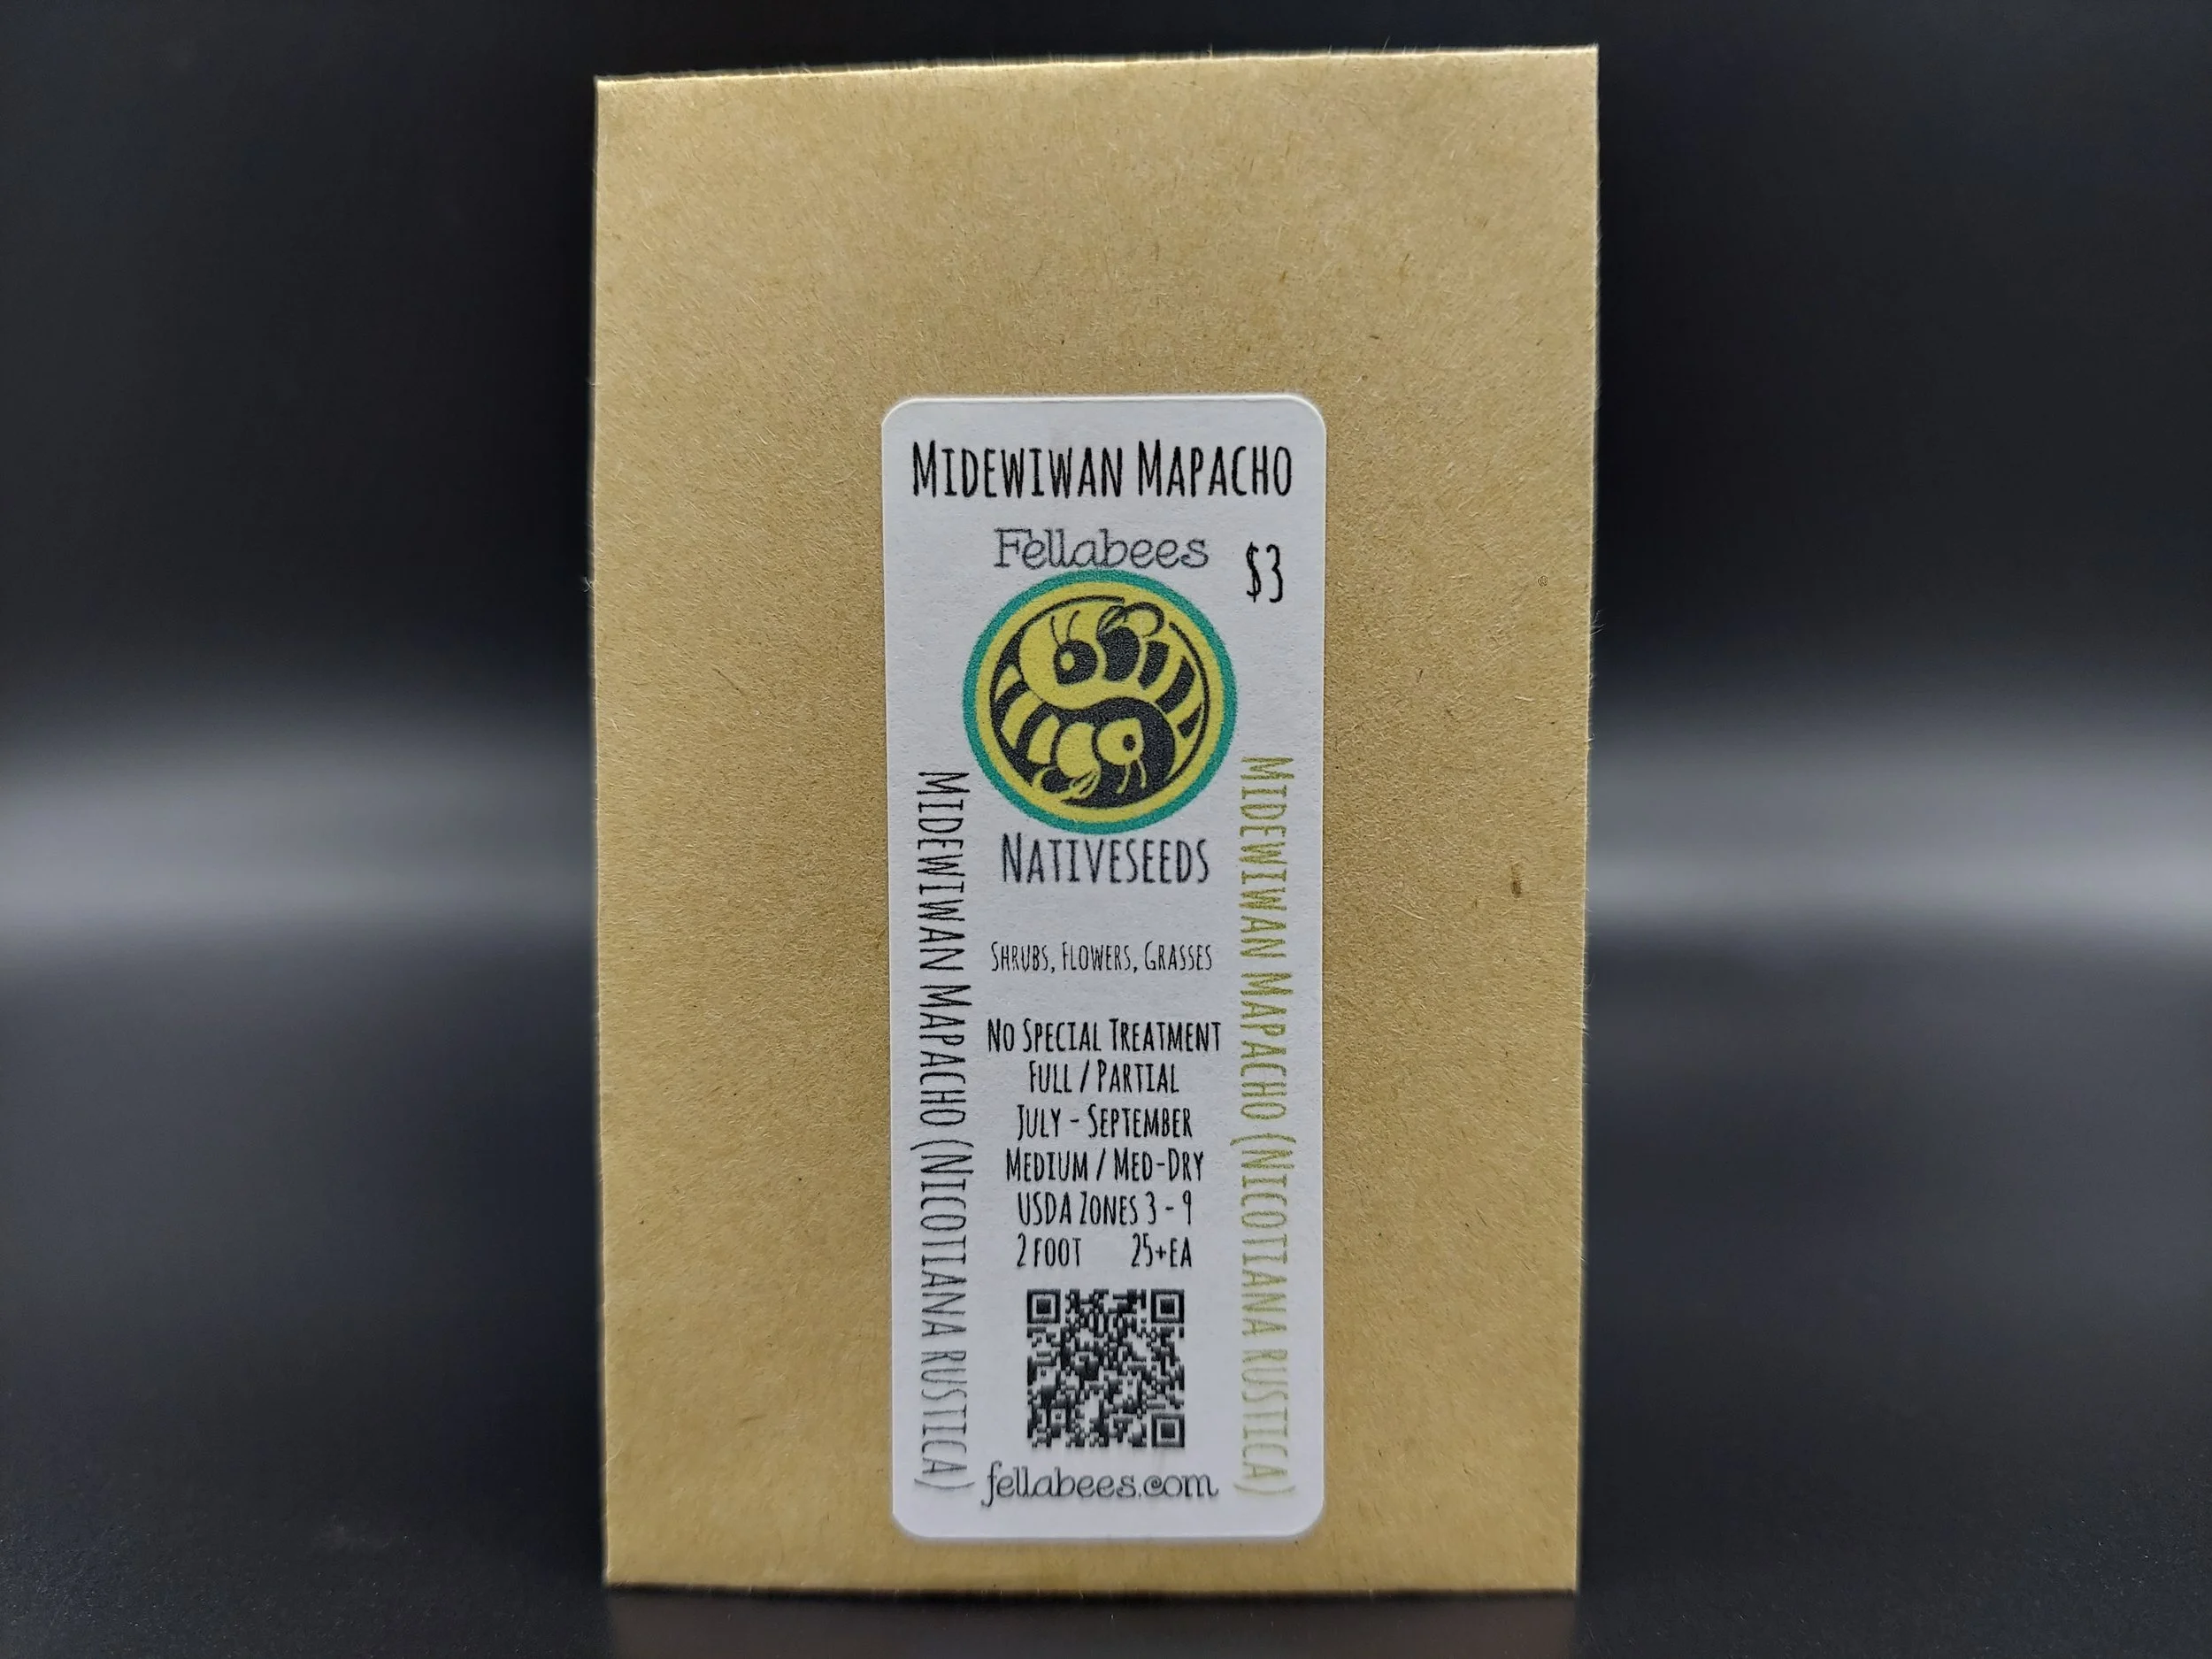 Midewiwan Mapacho
Fellabees
$3
Nativeseeds
Midewiwan Mapacho (Nicotiana rustica)
Midewiwan Mapacho (Nicotiana rustica)
Shrubs, Flowers, Grasses
No Special Treatment
Full / Partial
July - September
Medium / Med-Dry
USDA Zones 3 - 9
2 foot 25+ea
fellabees.com